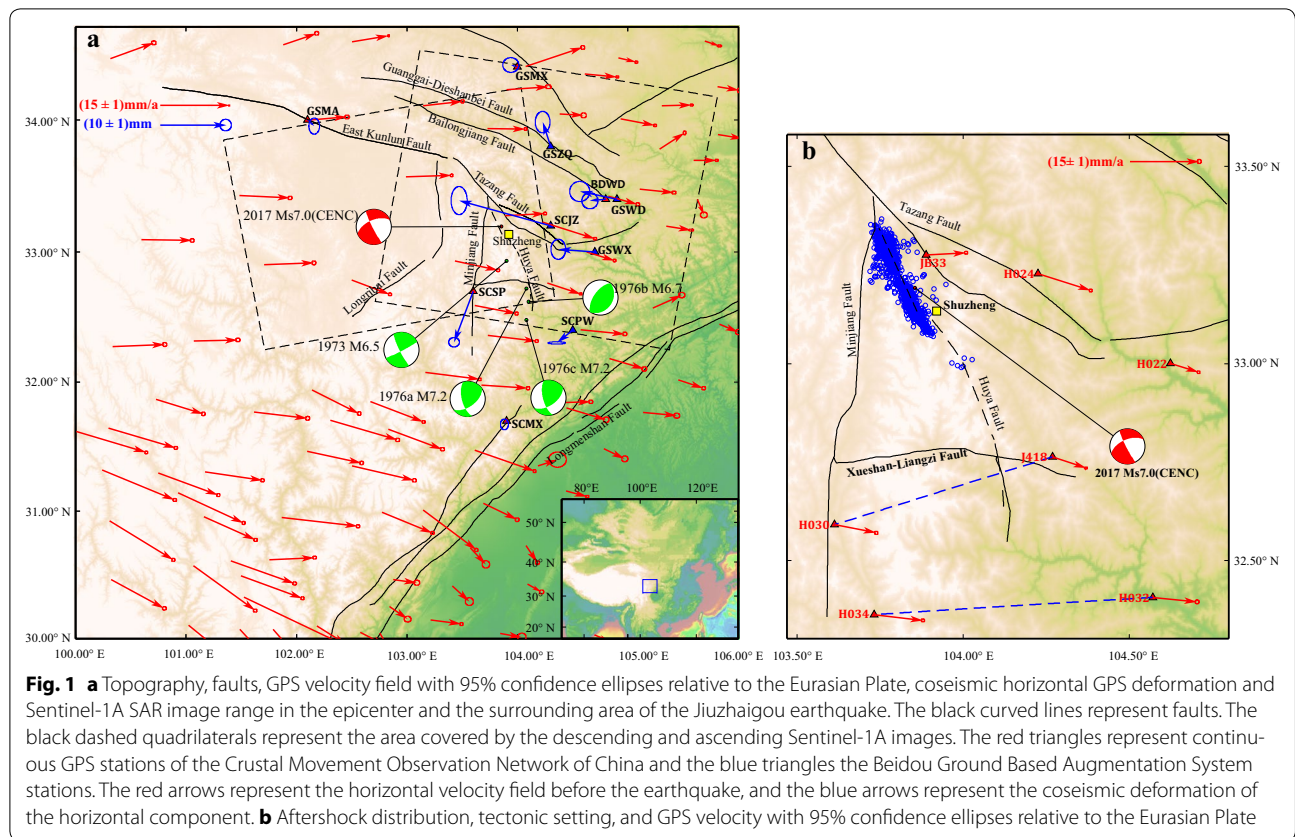 a
GSMX
Guanggai-Dieshanbei Fault
(15 ± 1)mm/a
(10 ± 1)mm
GSMA
34.00° N
East Kunlun Fault
Bailongjiang Fault
GSZQ
Tazang Fault
BDWD
GSWD
2017 Ms7.0(CENC)
SCJZ
33.00° N
Shuzheng
GSWX
Minjiang Fault
Huya Fault
Longriba Fault
SCSP
1976b M6.7
SCPW
1973 M6.5
32.00° N
1976a M7.2
1976c M7.2
SCMX
Longmenshan Fault
31.00° N
80° E
100° E
120° E
50° N
40° N
30° N
20° N
30.00° N
100.00° E
101.00° E
102.00° E
103.00° E
104.00° E
105.00° E
106.00° E
b
(15± 1)mm/a
33.50° N
Tazang Fault
JB33
H024
Minjiang Fault
Shuzheng
H022
33.00° N
Huya Fault
J418
Xueshan-Liangzi Fault
2017 Ms7.0(CENC)
H030
32.50° N
H032
H034
103.50° E
104.00° E
104.50° E
Fig. 1 a Topography, faults, GPS velocity field with 95% confidence ellipses relative to the Eurasian Plate, coseismic horizontal GPS deformation and
Sentinel-1A SAR image range in the epicenter and the surrounding area of the Jiuzhaigou earthquake. The black curved lines represent faults. The
black dashed quadrilaterals represent the area covered by the descending and ascending Sentinel-1A images. The red triangles represent continu-
ous GPS stations of the Crustal Movement Observation Network of China and the blue triangles the Beidou Ground Based Augmentation System
stations. The red arrows represent the horizontal velocity field before the earthquake, and the blue arrows represent the coseismic deformation of
the horizontal component. b Aftershock distribution, tectonic setting, and GPS velocity with 95% confidence ellipses relative to the Eurasian Plate